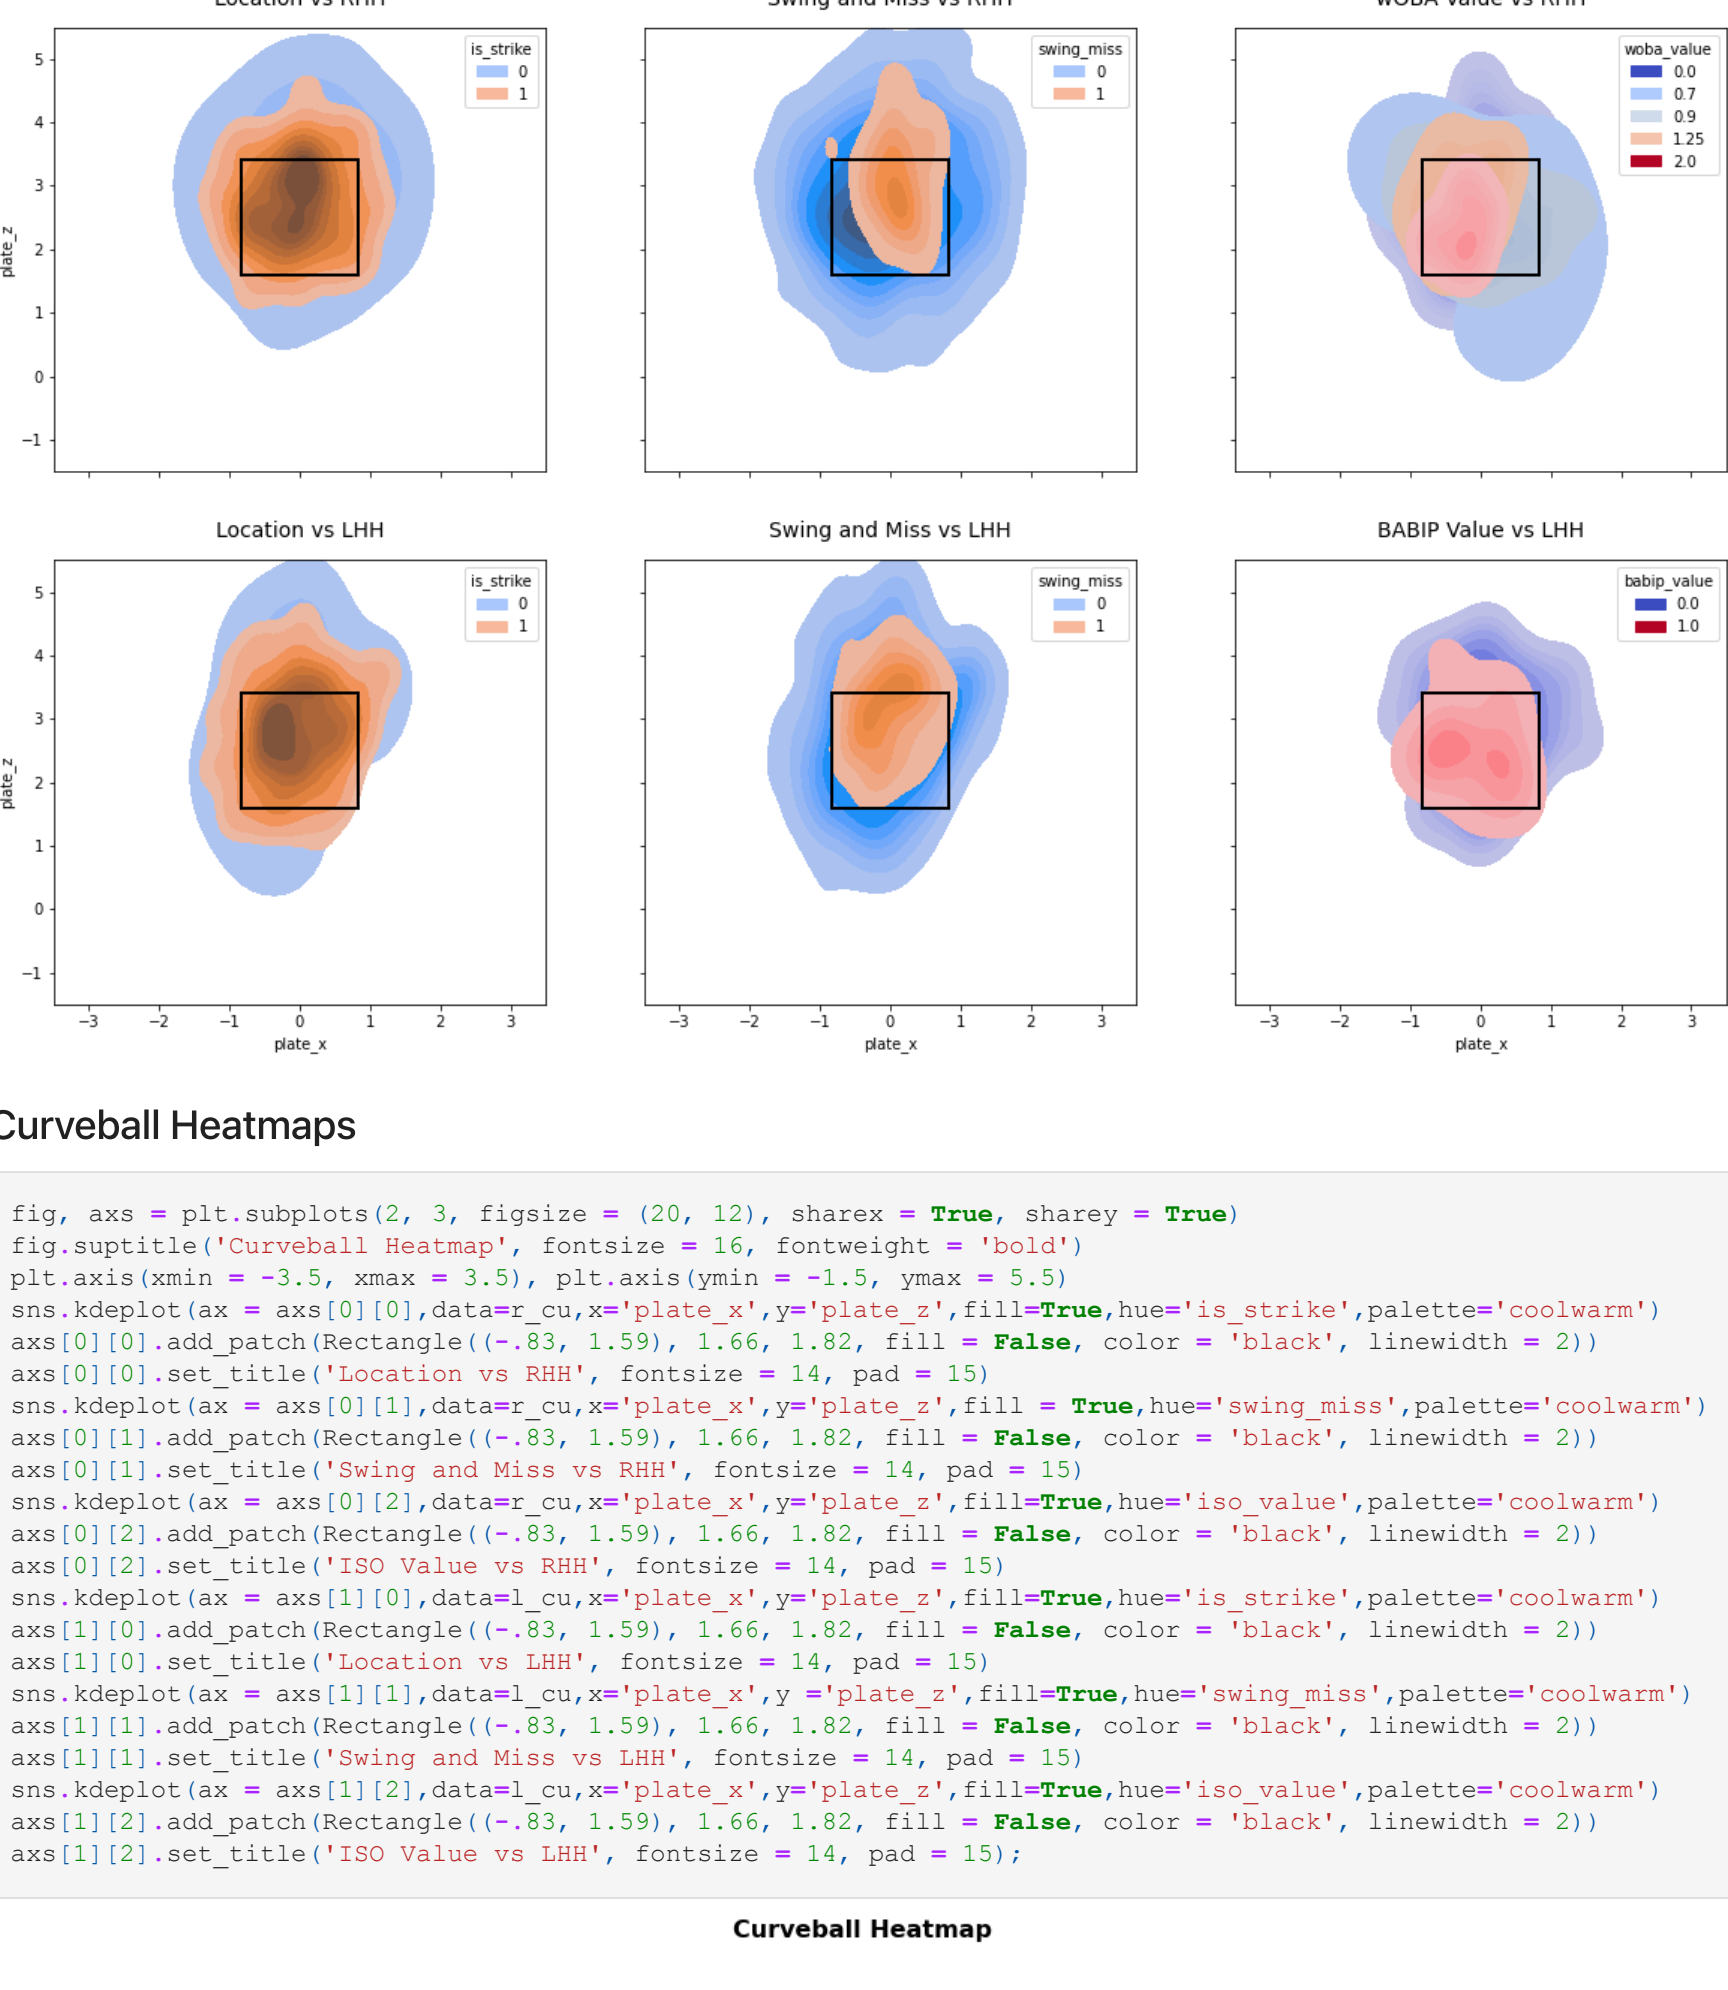 Location vs RHH
Swing and Miss vs RHH
wOBA Value vs RHH
5
4
3
2
1
0
−1
plate_z
is_strike
0
1
swing_miss
0
1
woba_value
0.0
0.7
0.9
1.25
2.0
Location vs LHH
Swing and Miss vs LHH
BABIP Value vs LHH
5
4
3
2
1
0
−1
plate_z
is_strike
0
1
swing_miss
0
1
babip_value
0.0
1.0
−3 −2 −1 0 1 2 3
plate_x
−3 −2 −1 0 1 2 3
plate_x
−3 −2 −1 0 1 2 3
plate_x
Curveball Heatmaps
fig, axs = plt.subplots(2, 3, figsize = (20, 12), sharex = True, sharey = True)
fig.suptitle('Curveball Heatmap', fontsize = 16, fontweight = 'bold')
plt.axis(xmin = -3.5, xmax = 3.5), plt.axis(ymin = -1.5, ymax = 5.5)
sns.kdeplot(ax = axs[0][0],data=r_cu,x='plate_x',y='plate_z',fill=True,hue='is_strike',palette='coolwarm')
axs[0][0].add_patch(Rectangle((-.83, 1.59), 1.66, 1.82, fill = False, color = 'black', linewidth = 2))
axs[0][0].set_title('Location vs RHH', fontsize = 14, pad = 15)
sns.kdeplot(ax = axs[0][1],data=r_cu,x='plate_x',y='plate_z',fill = True,hue='swing_miss',palette='coolwarm')
axs[0][1].add_patch(Rectangle((-.83, 1.59), 1.66, 1.82, fill = False, color = 'black', linewidth = 2))
axs[0][1].set_title('Swing and Miss vs RHH', fontsize = 14, pad = 15)
sns.kdeplot(ax = axs[0][2],data=r_cu,x='plate_x',y='plate_z',fill=True,hue='iso_value',palette='coolwarm')
axs[0][2].add_patch(Rectangle((-.83, 1.59), 1.66, 1.82, fill = False, color = 'black', linewidth = 2))
axs[0][2].set_title('ISO Value vs RHH', fontsize = 14, pad = 15)
sns.kdeplot(ax = axs[1][0],data=l_cu,x='plate_x',y='plate_z',fill=True,hue='is_strike',palette='coolwarm')
axs[1][0].add_patch(Rectangle((-.83, 1.59), 1.66, 1.82, fill = False, color = 'black', linewidth = 2))
axs[1][0].set_title('Location vs LHH', fontsize = 14, pad = 15)
sns.kdeplot(ax = axs[1][1],data=l_cu,x='plate_x',y ='plate_z',fill=True,hue='swing_miss',palette='coolwarm')
axs[1][1].add_patch(Rectangle((-.83, 1.59), 1.66, 1.82, fill = False, color = 'black', linewidth = 2))
axs[1][1].set_title('Swing and Miss vs LHH', fontsize = 14, pad = 15)
sns.kdeplot(ax = axs[1][2],data=l_cu,x='plate_x',y='plate_z',fill=True,hue='iso_value',palette='coolwarm')
axs[1][2].add_patch(Rectangle((-.83, 1.59), 1.66, 1.82, fill = False, color = 'black', linewidth = 2))
axs[1][2].set_title('ISO Value vs LHH', fontsize = 14, pad = 15);
Curveball Heatmap